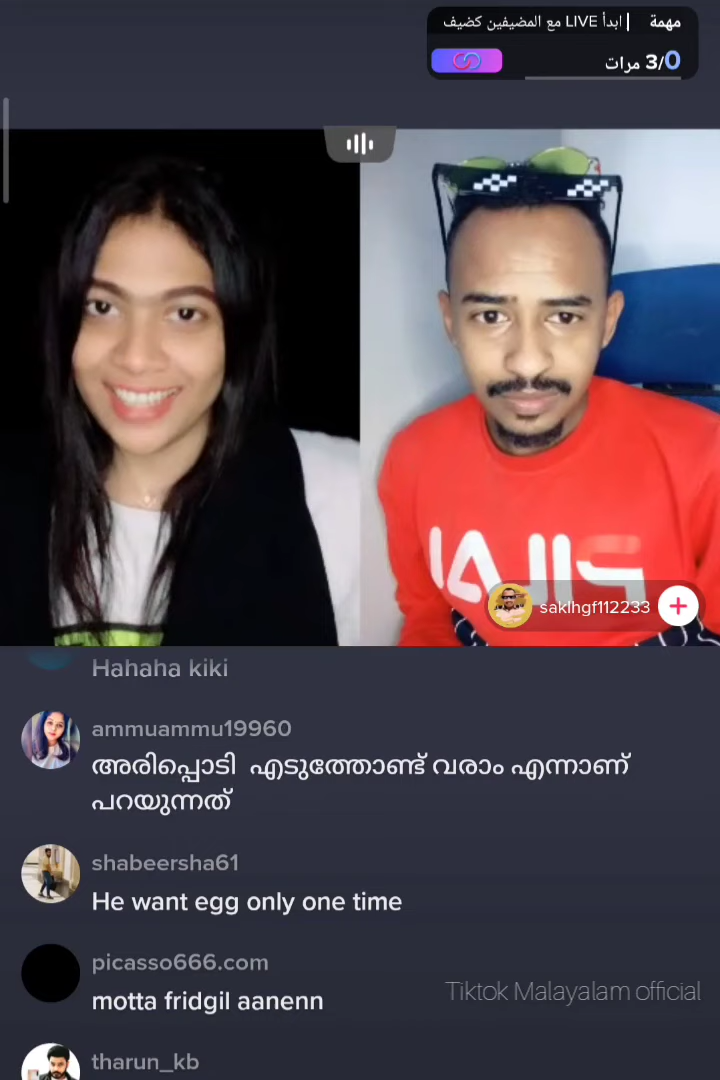 مهمة | ابدأ LIVE مع المضيفين كضيف
3/0 مرات
saklhgf112233
Hahaha kiki
ammuammu19960
അരിപ്പൊടി എടുത്തോണ്ട് വരാം എന്നാണ്
പറയുന്നത്
shabeersha61
He want egg only one time
picasso666.com
motta fridgil aanenn
Tiktok Malayalam official
tharun_kb